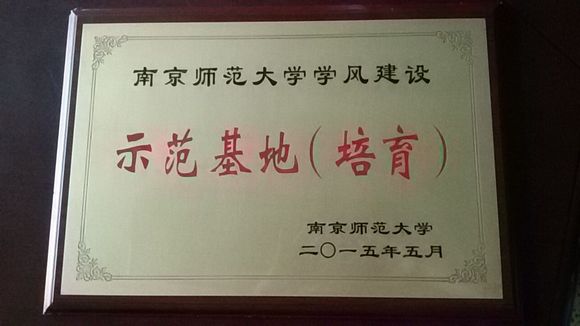 南京师范大学学风建设
示范基地(培育)
南京师范大学
二〇一五年五月